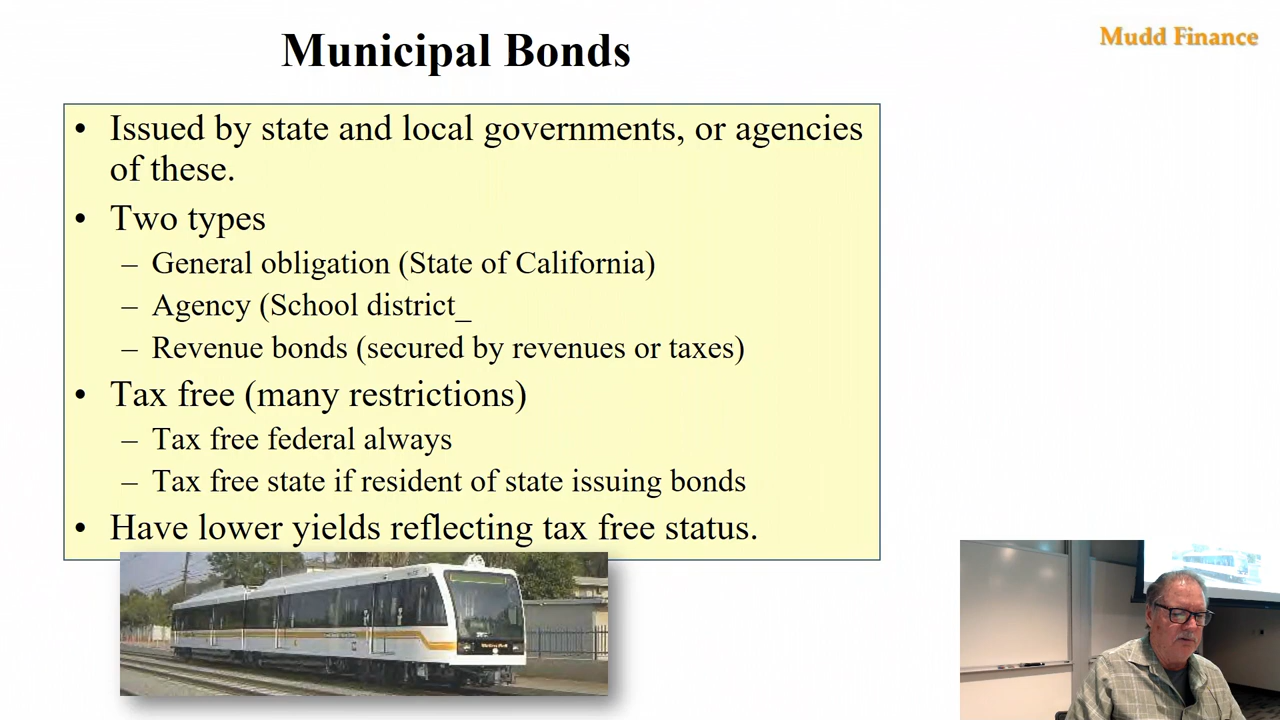 Municipal Bonds
Mudd Finance
• Issued by state and local governments, or agencies
of these.
• Two types
– General obligation (State of California)
– Agency (School district_
– Revenue bonds (secured by revenues or taxes)
• Tax free (many restrictions)
– Tax free federal always
– Tax free state if resident of state issuing bonds
• Have lower yields reflecting tax free status.